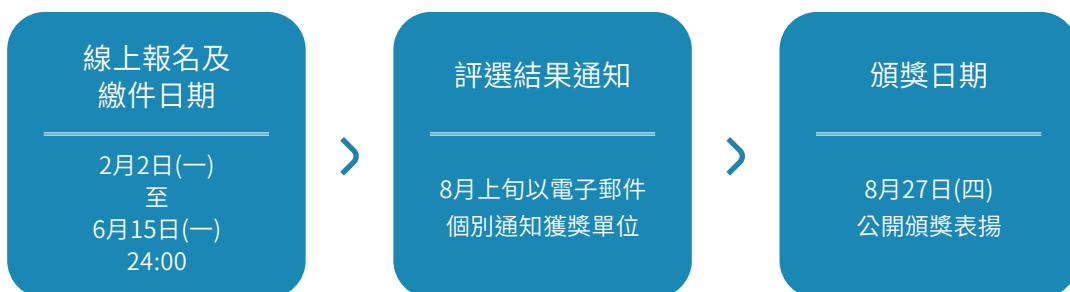 線上報名及
繳件日期
2月2日(一)
至
6月15日(一)
24:00
評選結果通知
8月上旬以電子郵件
個別通知獲獎單位
頒獎日期
8月27日(四)
公開頒獎表揚